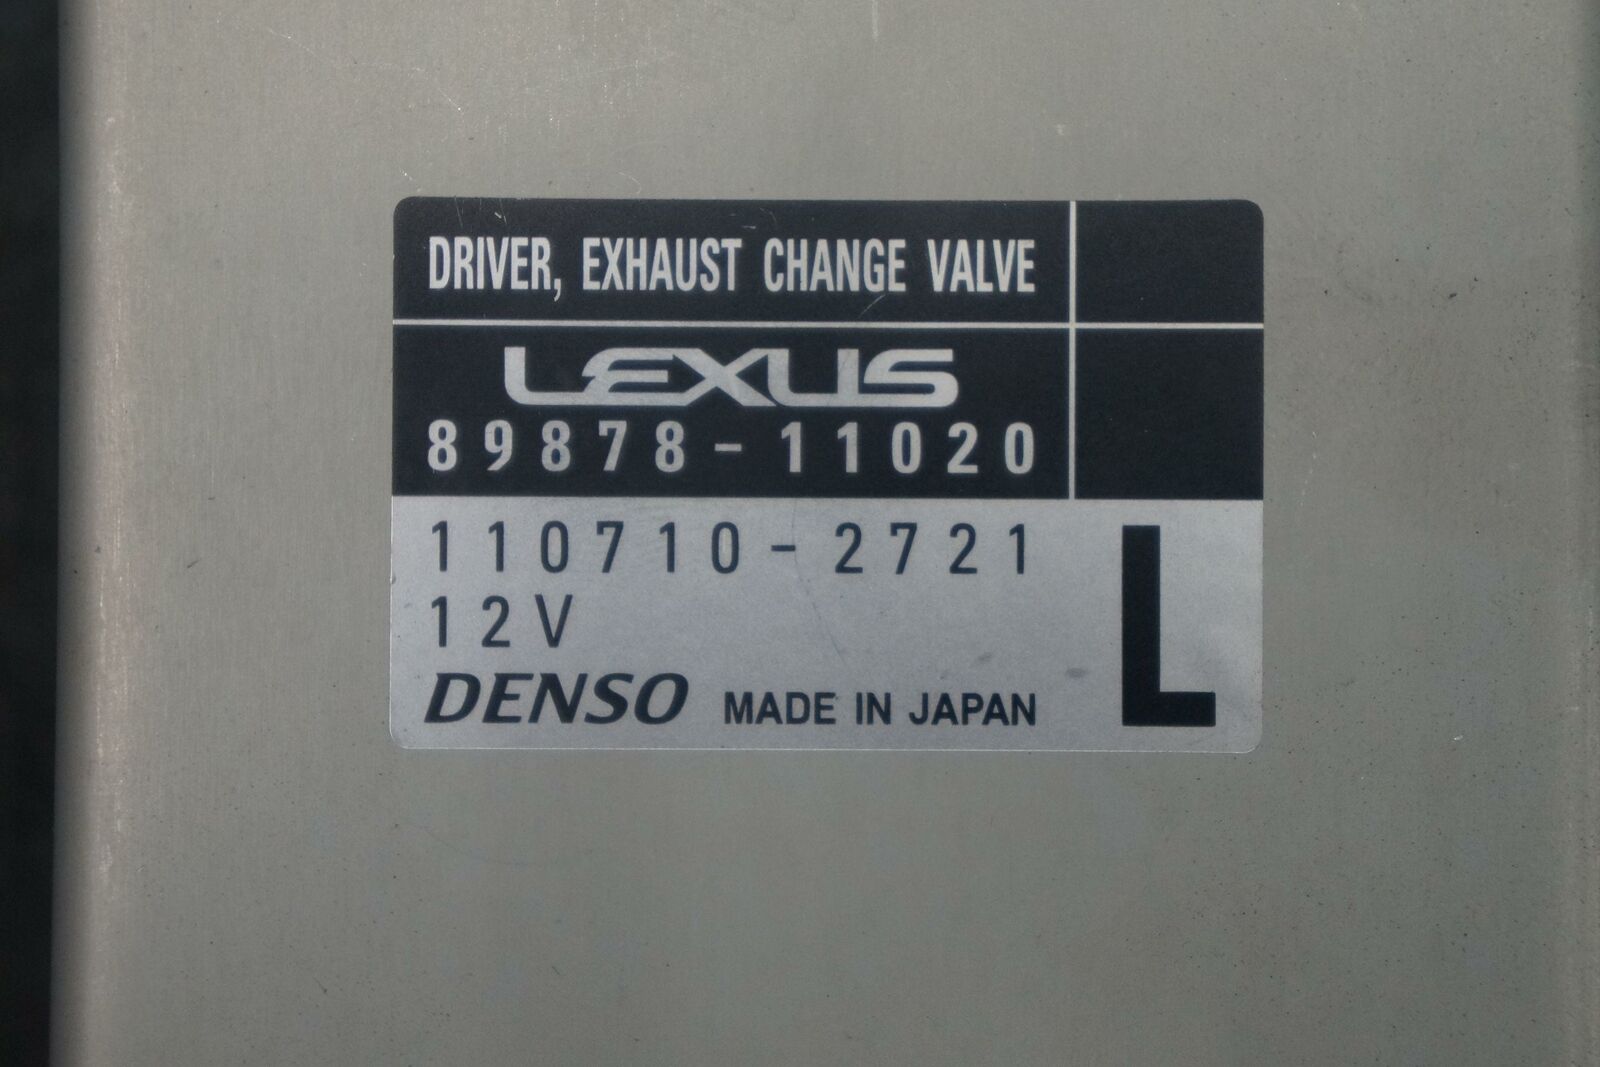 DRIVER, EXHAUST CHANGE VALVE
LEXUS
89878-11020
110710-2721
12V
DENSO MADE IN JAPAN
L